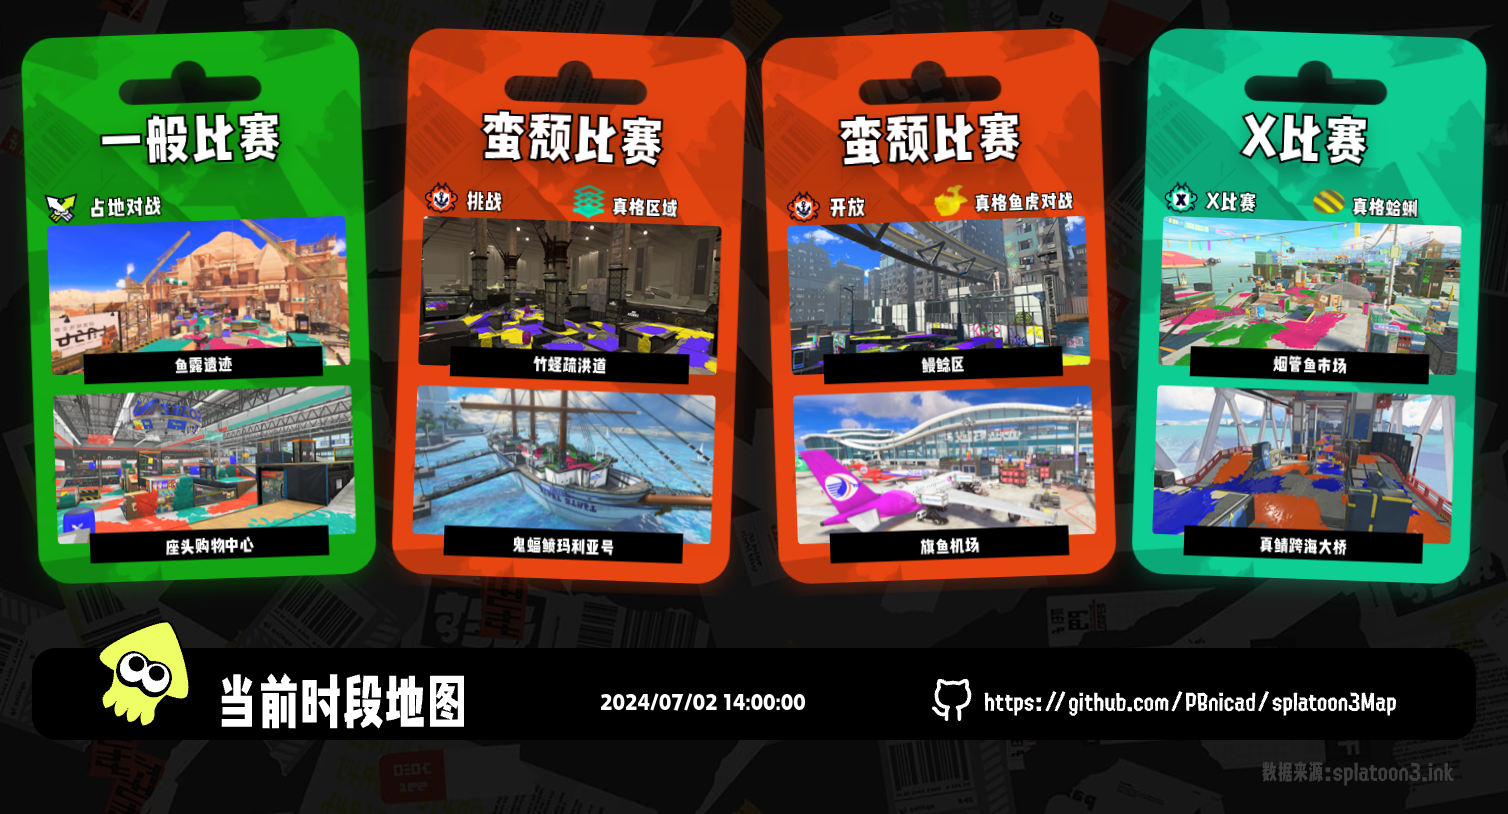 一般比赛
占地对战
鱼露遗迹
座头购物中心
蛮颓比赛
挑战
真格区域
竹蛏疏洪道
鬼蝠鲼玛利亚号
蛮颓比赛
开放
真格鱼虎对战
鳗鲶区
旗鱼机场
X比赛
X比赛
真格蛤蜊
烟管鱼市场
真鲭跨海大桥
当前时段地图
2024/07/02 14:00:00
https://github.com/PBnicad/splatoon3Map
数据来源:splatoon3.ink